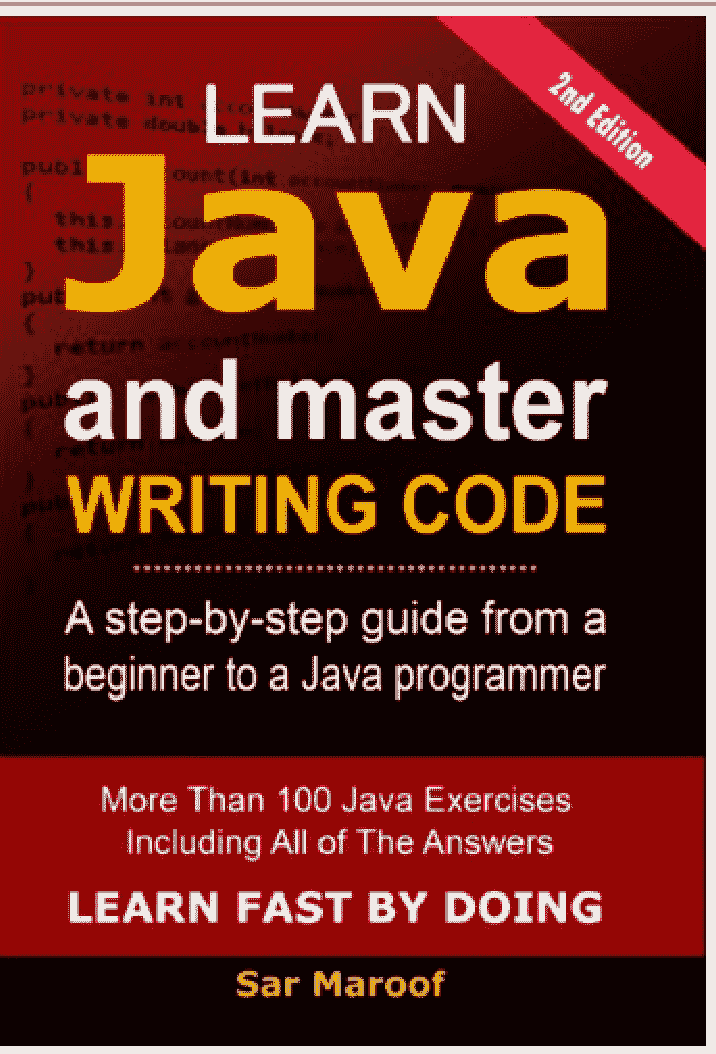 2nd Edition
LEARN
Java
and master
WRITING CODE
A step-by-step guide from a
beginner to a Java programmer
More Than 100 Java Exercises
Including All of The Answers
LEARN FAST BY DOING
Sar Maroof